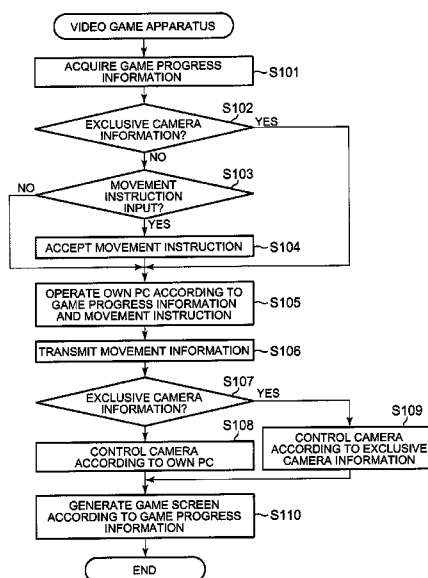 VIDEO GAME APPARATUS
ACQUIRE GAME PROGRESS
INFORMATION
S101
S102
EXCLUSIVE CAMERA
INFORMATION?
YES
NO
S103
NO
MOVEMENT
INSTRUCTION
INPUT?
YES
ACCEPT MOVEMENT INSTRUCTION
S104
OPERATE OWN PC ACCORDING TO
GAME PROGRESS INFORMATION
AND MOVEMENT INSTRUCTION
S105
TRANSMIT MOVEMENT INFORMATION
S106
S107
EXCLUSIVE CAMERA
INFORMATION?
YES
NO
S108
S109
CONTROL CAMERA
ACCORDING TO OWN PC
CONTROL CAMERA
ACCORDING TO EXCLUSIVE
CAMERA INFORMATION
GENERATE GAME SCREEN
ACCORDING TO GAME PROGRESS
INFORMATION
S110
END